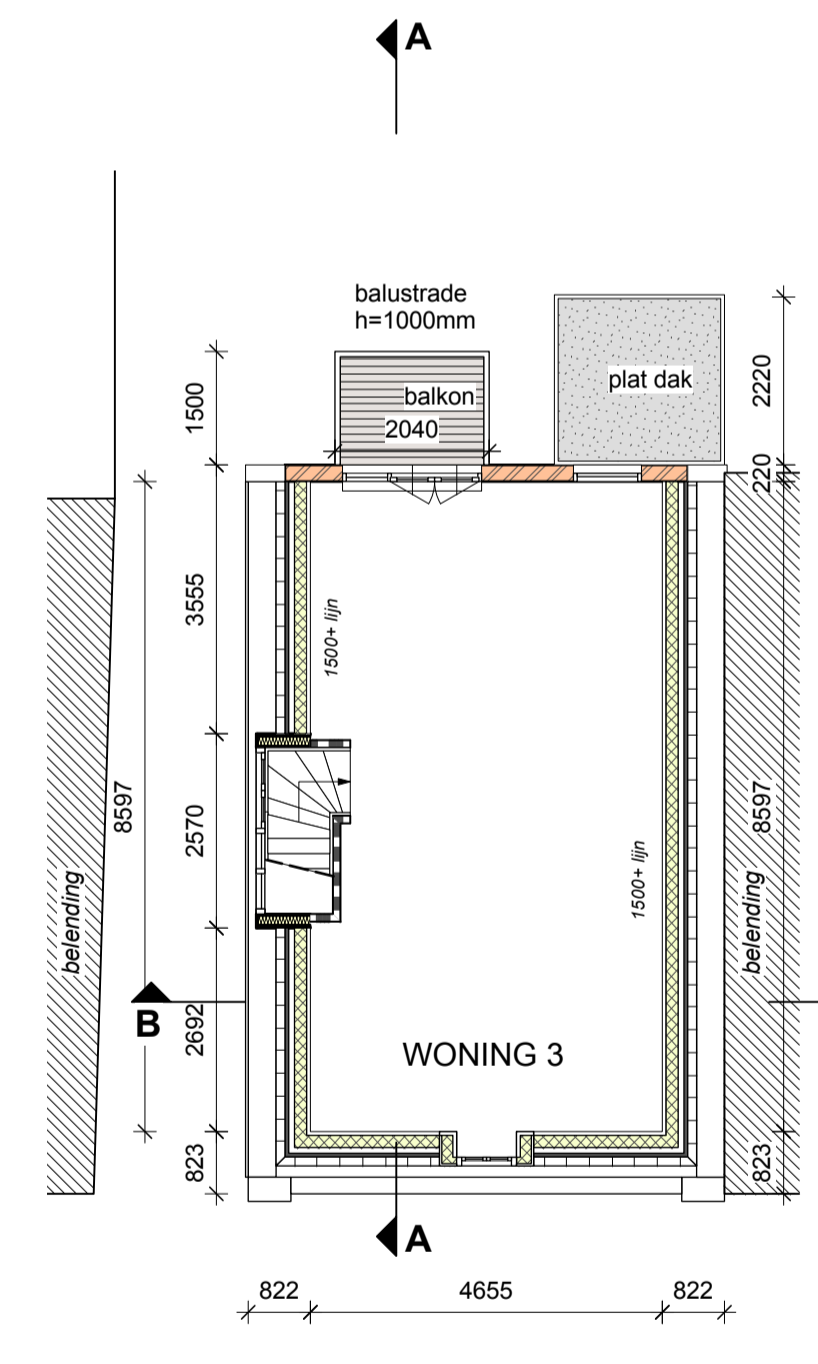 A
balustrade
h=1000mm
1500
balkon
2040
plat dak
2220
220
3555
1500+ lijn
8597
2570
8597
1500+ lijn
belending
belending
B
2692
WONING 3
823
823
A
822
4655
822